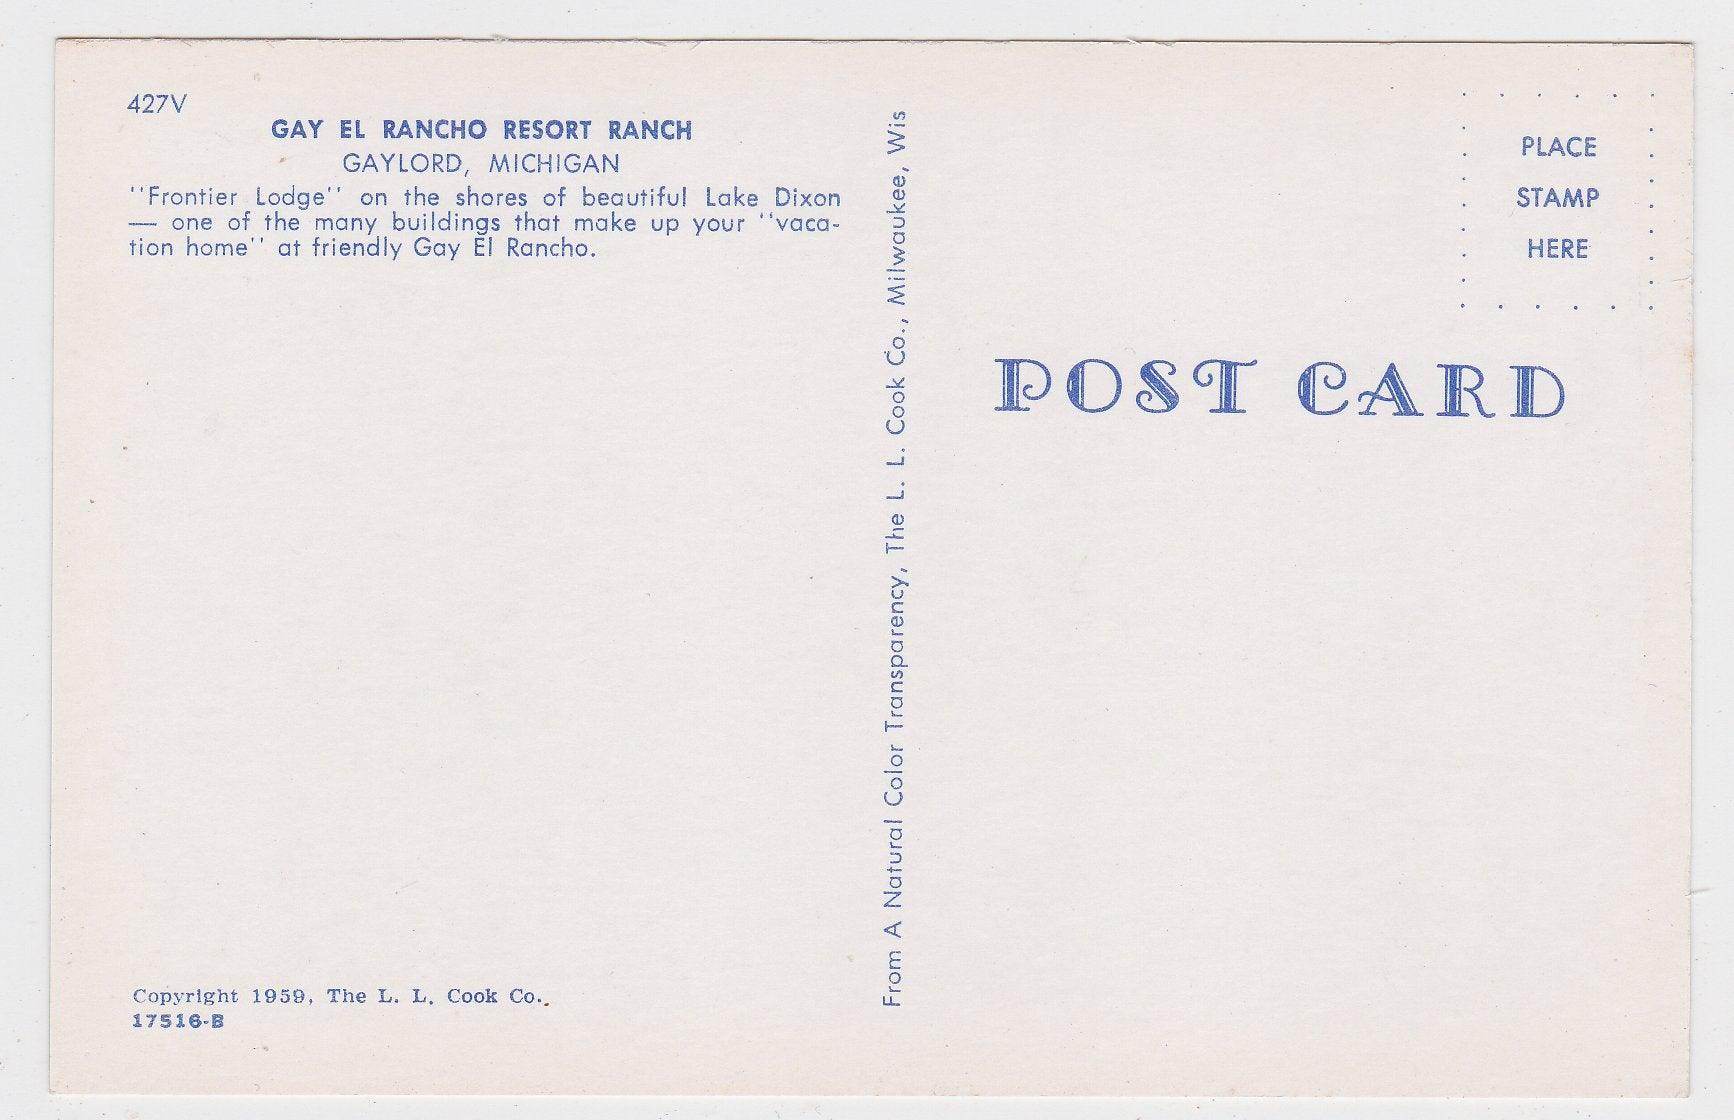 427V
GAY EL RANCHO RESORT RANCH
GAYLORD, MICHIGAN
''Frontier Lodge'' on the shores of beautiful Lake Dixon
— one of the many buildings that make up your ''vaca-
tion home'' at friendly Gay El Rancho.
Copyright 1959, The L. L. Cook Co.
17516-B
From A Natural Color Transparency, The L. L. Cook Co., Milwaukee, Wis
PLACE
STAMP
HERE
POST CARD